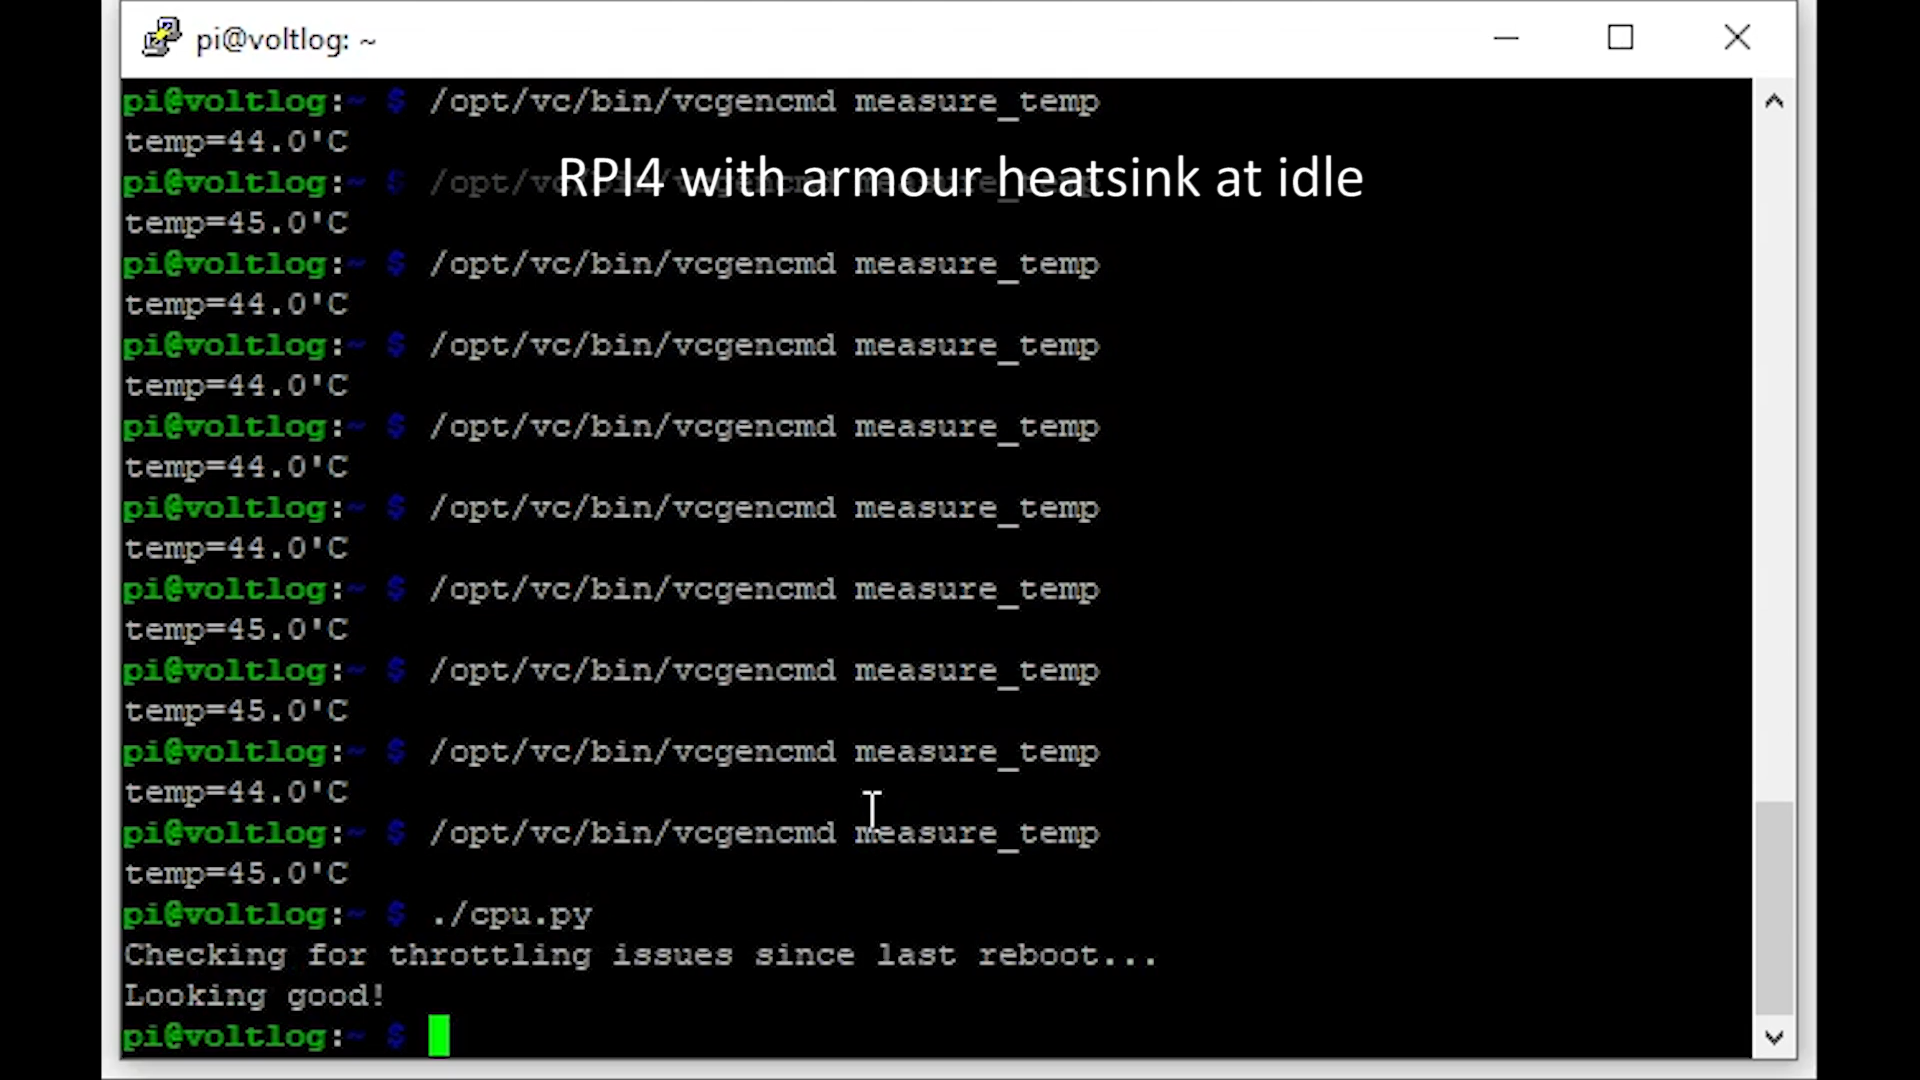 pi@voltlog: ~
pi@voltlog:~ $ /opt/vc/bin/vcgencmd measure_temp
temp=44.0'C
RPI4 with armour heatsink at idle
pi@voltlog:~ $ /opt/vcgencmd measure_temp
temp=45.0'C
pi@voltlog:~ $ /opt/vc/bin/vcgencmd measure_temp
temp=44.0'C
pi@voltlog:~ $ /opt/vc/bin/vcgencmd measure_temp
temp=44.0'C
pi@voltlog:~ $ /opt/vc/bin/vcgencmd measure_temp
temp=44.0'C
pi@voltlog:~ $ /opt/vc/bin/vcgencmd measure_temp
temp=44.0'C
pi@voltlog:~ $ /opt/vc/bin/vcgencmd measure_temp
temp=45.0'C
pi@voltlog:~ $ /opt/vc/bin/vcgencmd measure_temp
temp=45.0'C
pi@voltlog:~ $ /opt/vc/bin/vcgencmd measure_temp
temp=44.0'C
pi@voltlog:~ $ /opt/vc/bin/vcgencmd measure_temp
temp=45.0'C
pi@voltlog:~ $ ./cpu.py
Checking for throttling issues since last reboot...
Looking good!
pi@voltlog:~ $